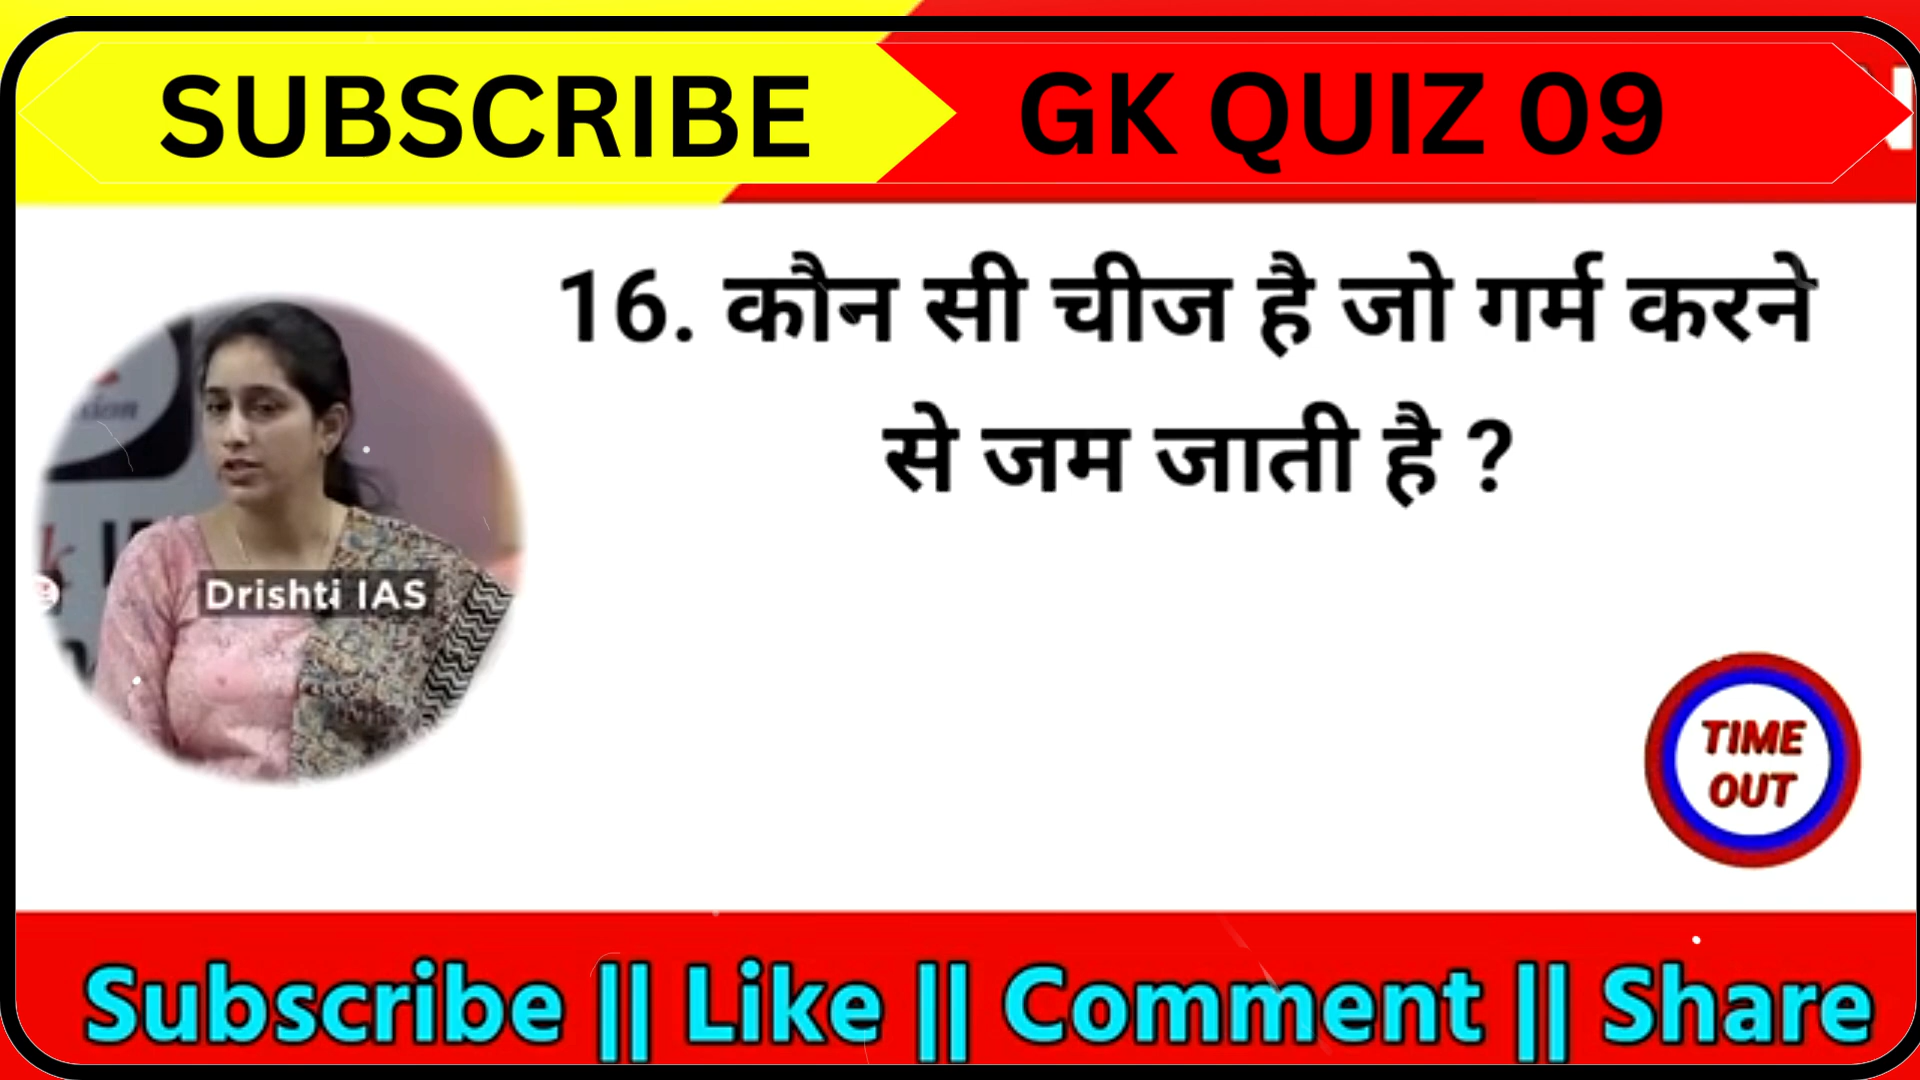 SUBSCRIBE
GK QUIZ 09
16. कौन सी चीज है जो गर्म करने
से जम जाती है ?
Drishti IAS
TIME
OUT
Subscribe || Like || Comment || Share